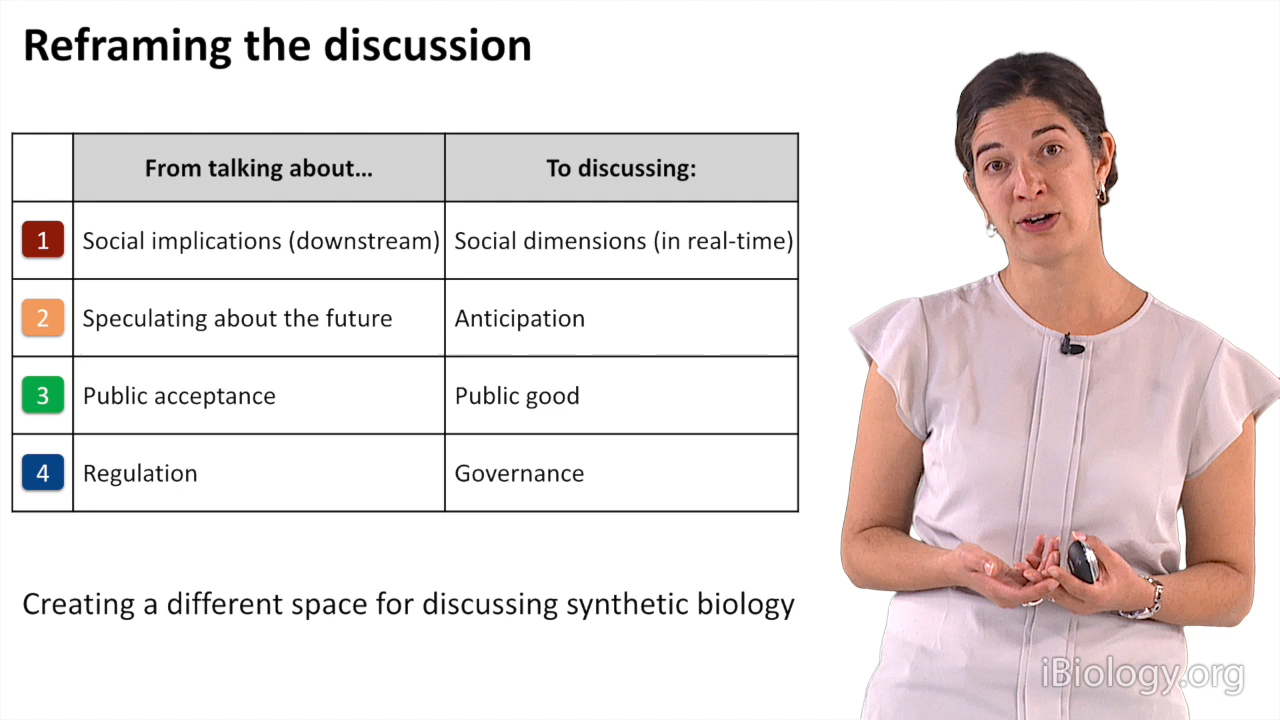 Reframing the discussion
From talking about... To discussing:
1 Social implications (downstream) Social dimensions (in real-time)
2 Speculating about the future Anticipation
3 Public acceptance Public good
4 Regulation Governance
Creating a different space for discussing synthetic biology
iBiology.org